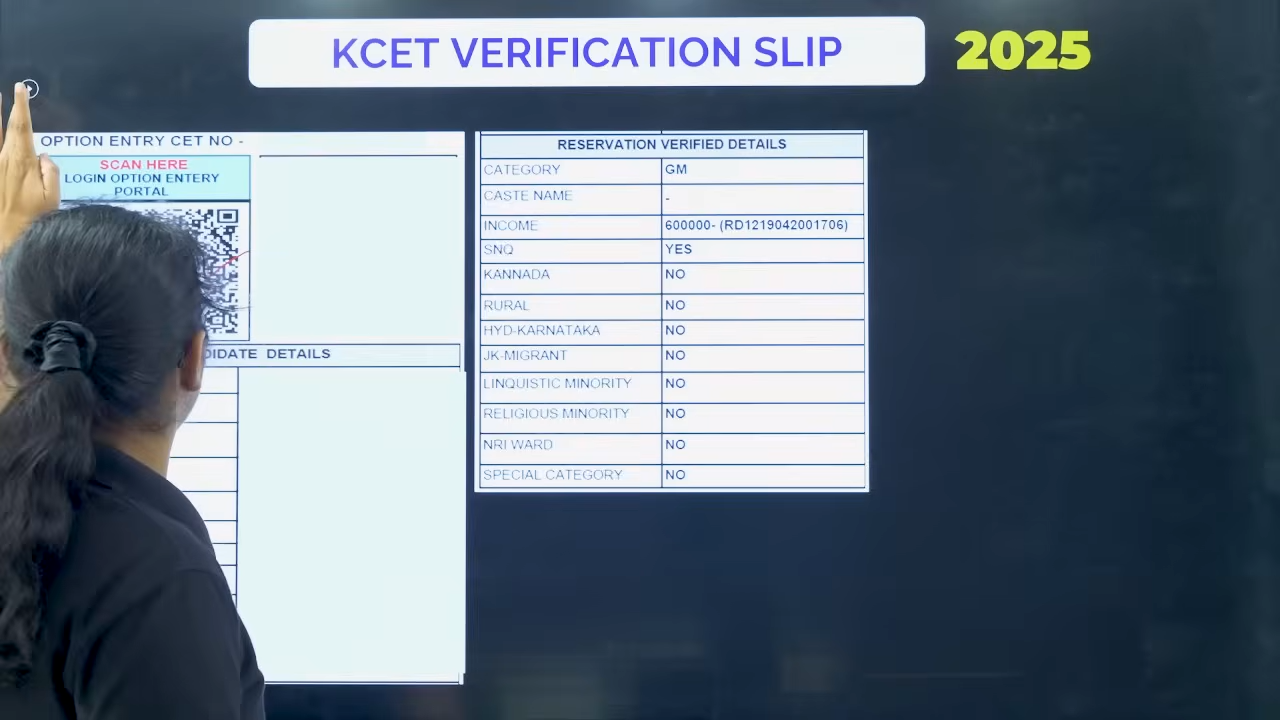 KCET VERIFICATION SLIP 2025
OPTION ENTRY CET NO -
SCAN HERE
LOGIN OPTION ENTERY
PORTAL
DIDATE DETAILS
RESERVATION VERIFIED DETAILS
CATEGORY GM
CASTE NAME -
INCOME 600000- (RD1219042001706)
SNQ YES
KANNADA NO
RURAL NO
HYD-KARNATAKA NO
JK-MIGRANT NO
LINQUISTIC MINORITY NO
RELIGIOUS MINORITY NO
NRI WARD NO
SPECIAL CATEGORY NO